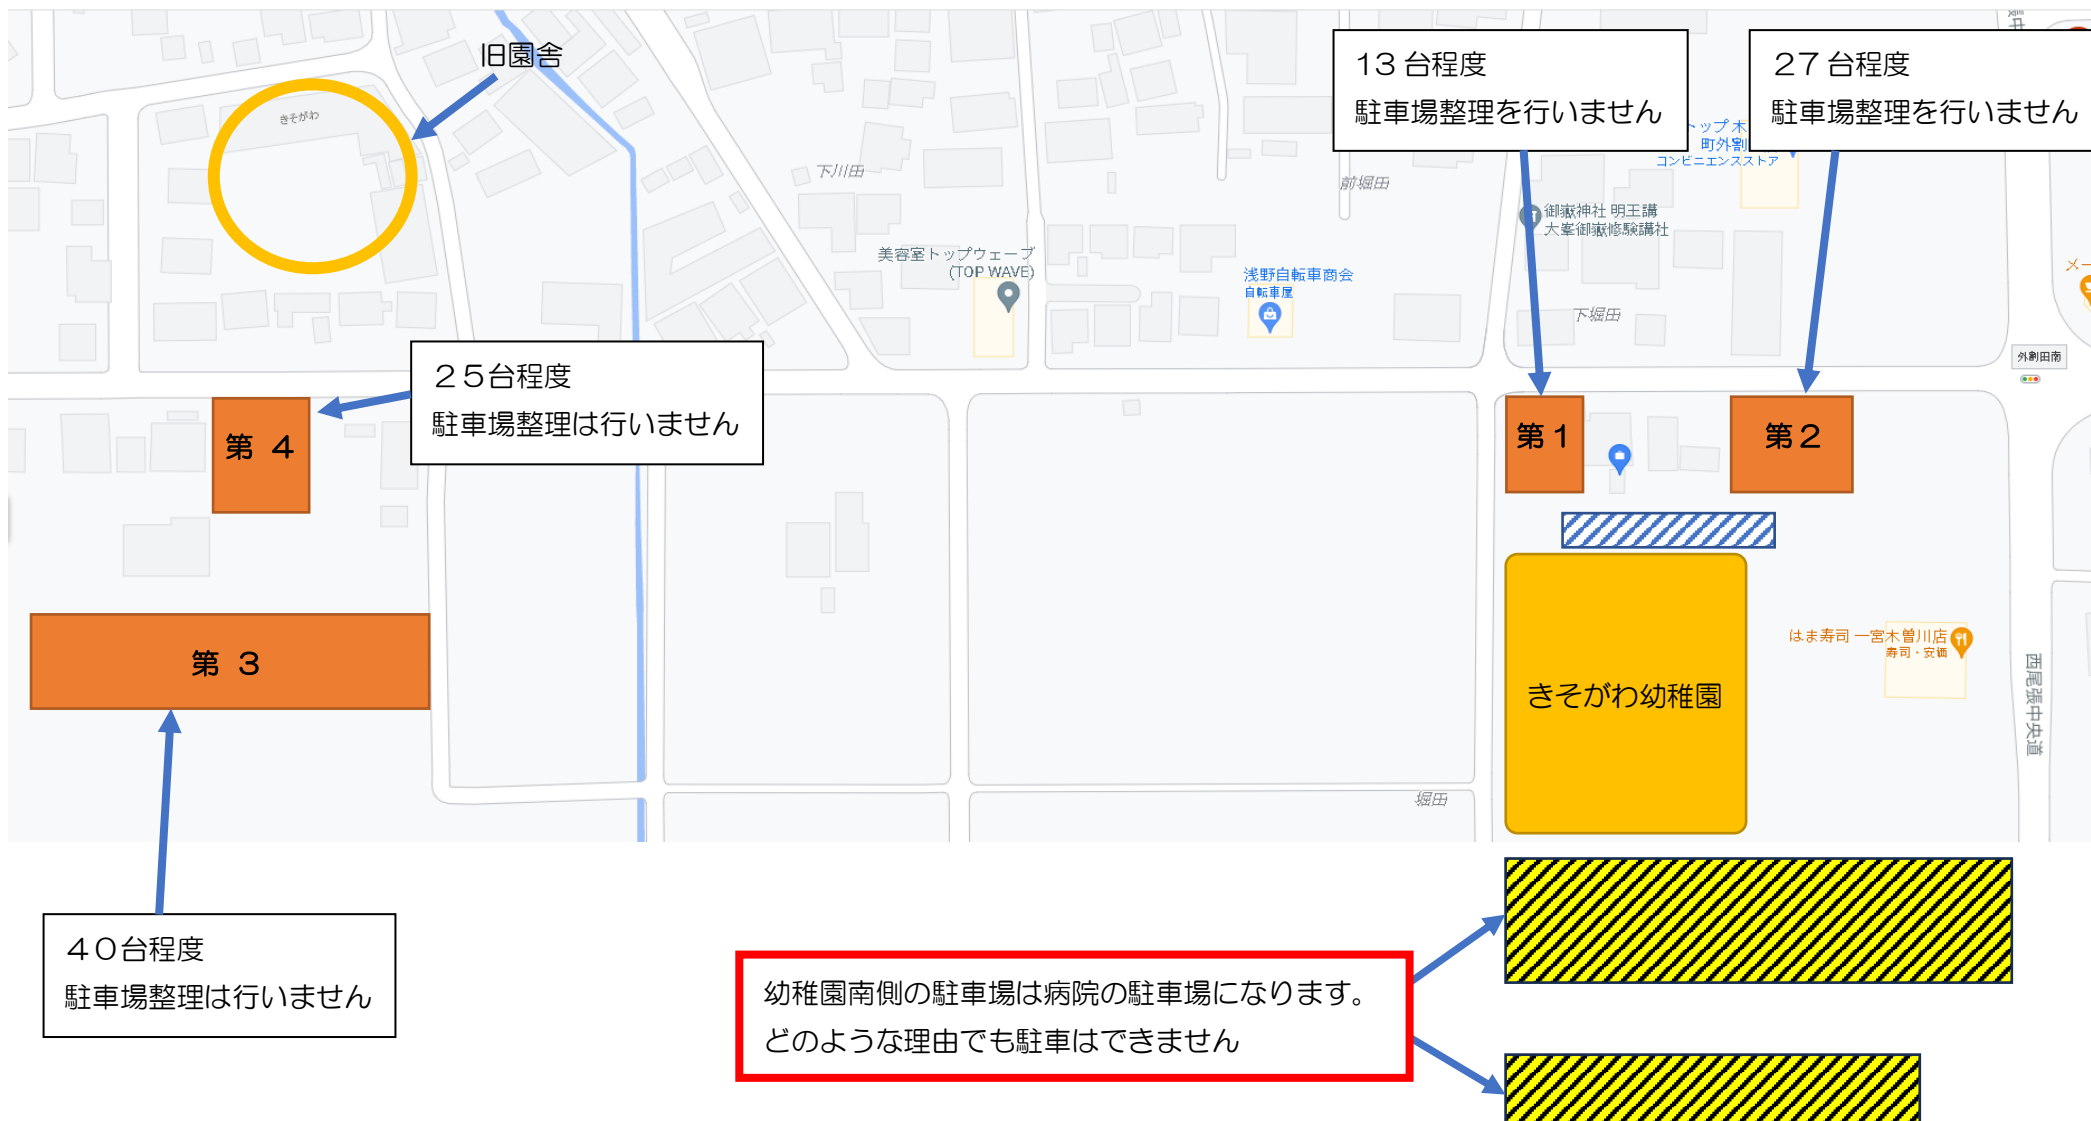 旧園舎
きそがわ
13台程度
駐車場整理を行いません
27台程度
駐車場整理を行いません
トップ 木
町外割
コンビニエンスストア
下川田
前堀田
御嶽神社 明王講
大峯御嶽修験講社
美容室トップウェーブ
(TOP WAVE)
浅野自転車商会
自転車屋
下堀田
メー
外割田南
25台程度
駐車場整理は行いません
第 4
第1
第2
第 3
きそがわ幼稚園
はま寿司 一宮木曽川店
寿司・安価
西尾張中央道
堀田
40台程度
駐車場整理は行いません
幼稚園南側の駐車場は病院の駐車場になります。
どのような理由でも駐車はできません